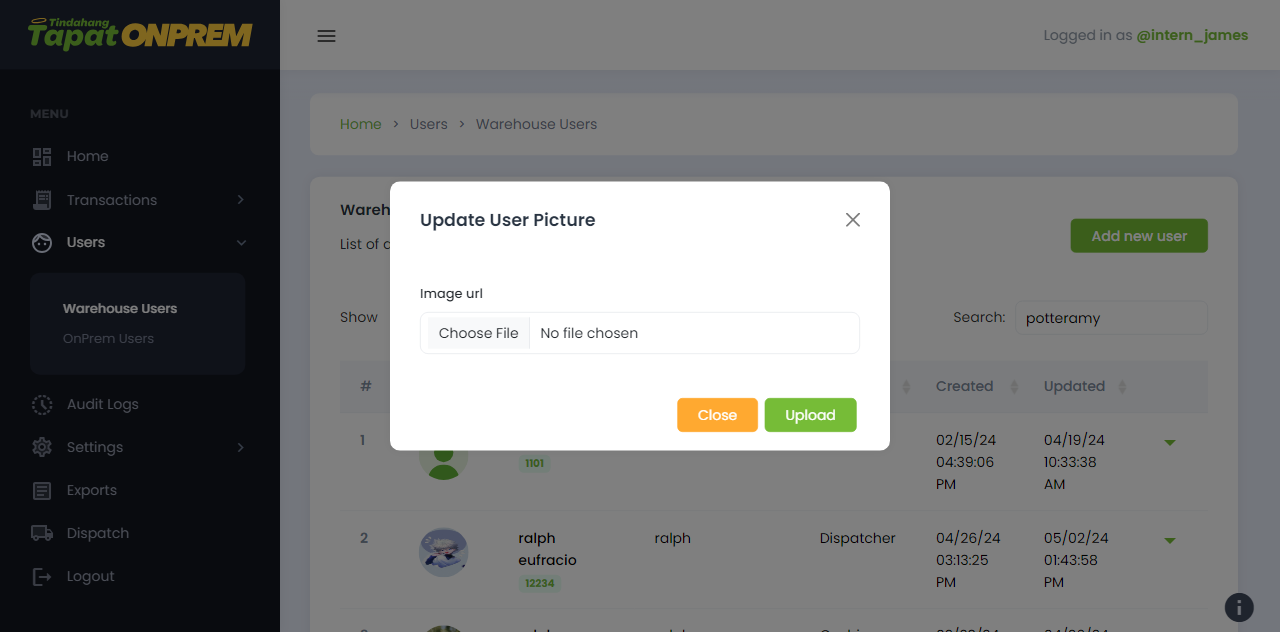 Tindahang
Tapat ONPREM
Logged in as @intern_james
MENU
Home
Transactions
Users
Warehouse Users
OnPrem Users
Audit Logs
Settings
Exports
Dispatch
Logout
Home > Users > Warehouse Users
Wareh
List of
Add new user
Show
Search: potteramy
# Created Updated
Update User Picture
Image url
Choose File No file chosen
Close Upload
1 1101 02/15/24 04/19/24
04:39:06 10:33:38
PM AM
2 ralph ralph Dispatcher 04/26/24 05/02/24
eufracio 03:13:25 01:43:58
12234 PM PM